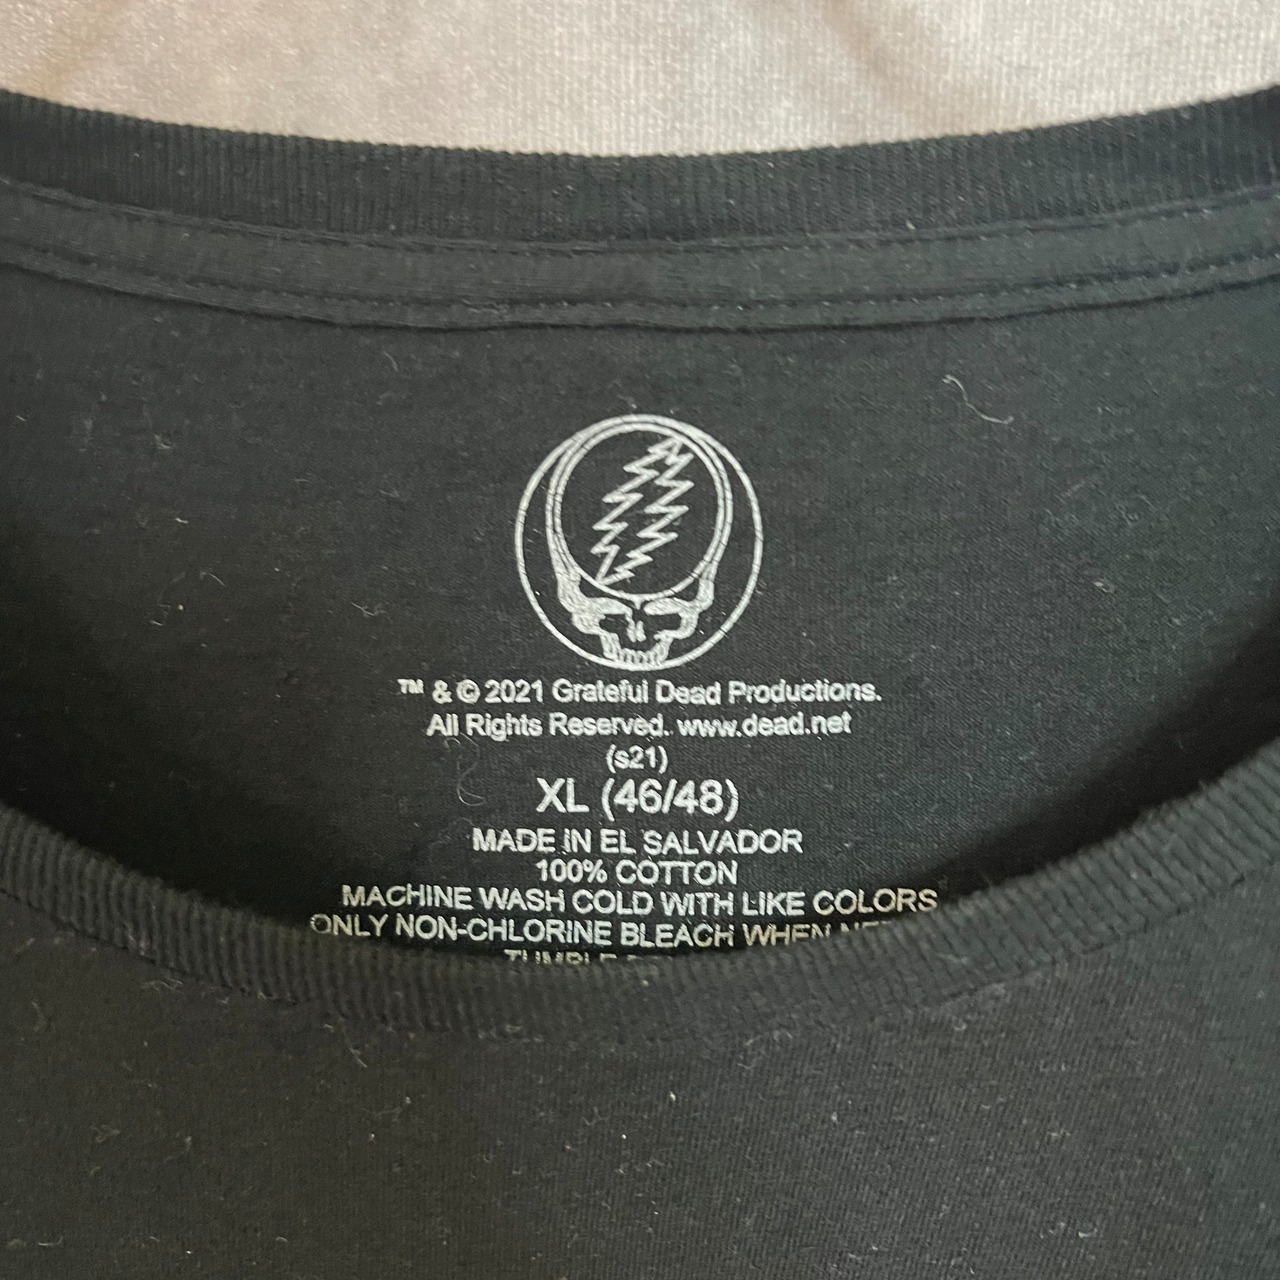 ™ & © 2021 Grateful Dead Productions.
All Rights Reserved. www.dead.net
(s21)
XL (46/48)
MADE IN EL SALVADOR
100% COTTON
MACHINE WASH COLD WITH LIKE COLORS
ONLY NON-CHLORINE BLEACH WHEN
TUMBLE